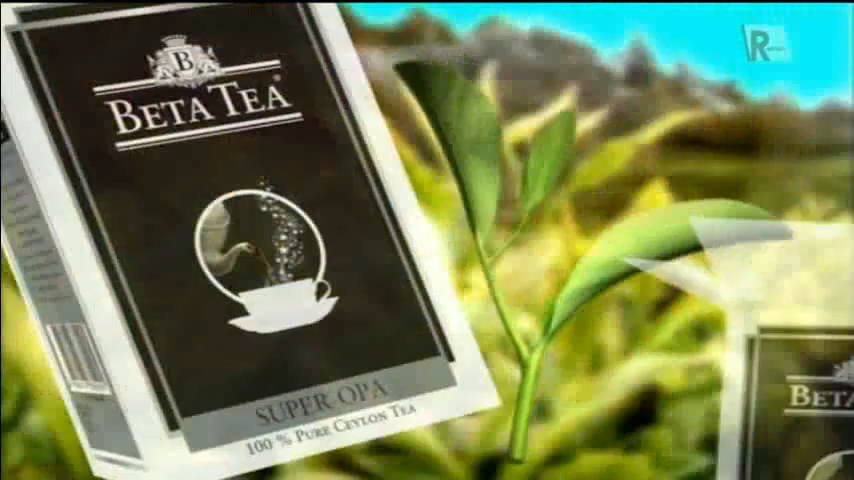 B
BETA TEA®
SUPER OPA
100 % PURE CEYLON TEA
R
BETA